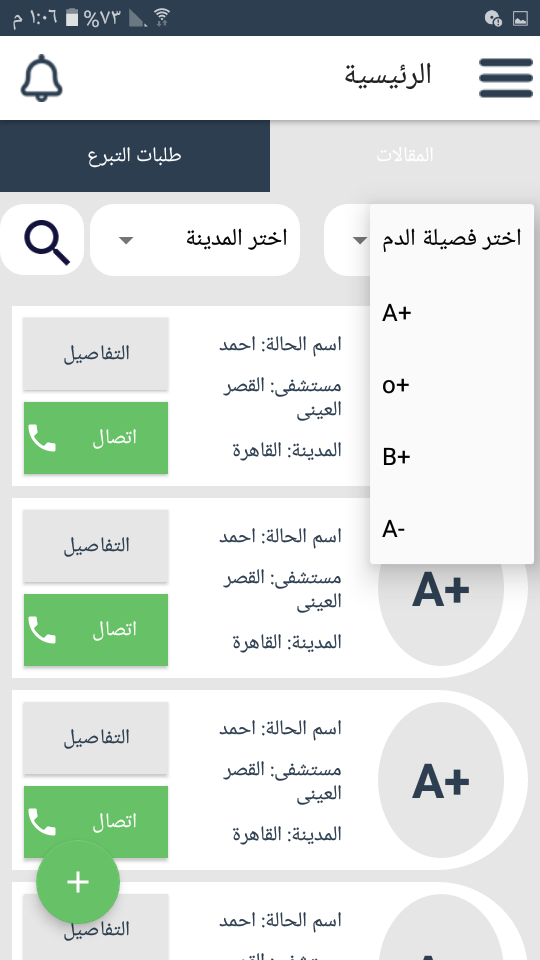 ١:٠٦ م %٧٣
الرئيسية
المقالات
طلبات التبرع
اختر فصيلة الدم
اختر المدينة
A+
o+
B+
A-
اسم الحالة: احمد
مستشفى: القصر
العينى
المدينة: القاهرة
التفاصيل
اتصال
A+
اسم الحالة: احمد
مستشفى: القصر
العينى
المدينة: القاهرة
التفاصيل
اتصال
A+
اسم الحالة: احمد
مستشفى: القصر
العينى
المدينة: القاهرة
التفاصيل
اتصال
+
اسم الحالة: احمد
التفاصيل